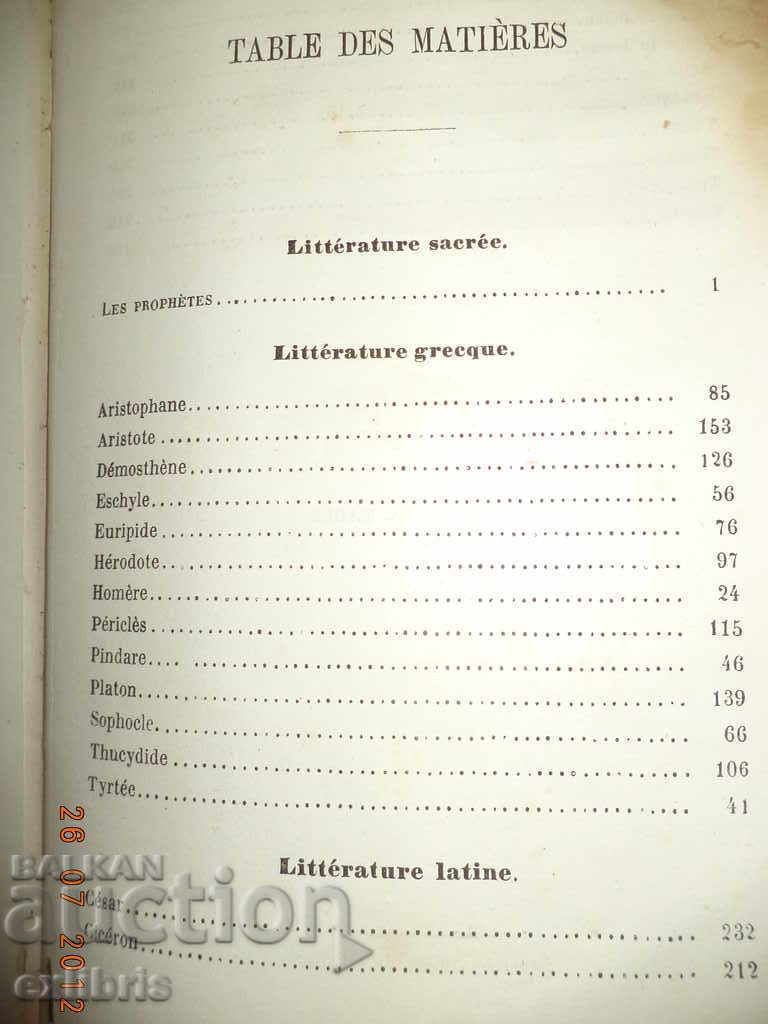 TABLE DES MATIÈRES
Littérature sacrée.
LES PROPHÈTES 1
Littérature grecque.
Aristophane 85
Aristote 153
Démosthène 126
Eschyle 56
Euripide 76
Hérodote 97
Homère 24
Périclès 115
Pindare 46
Platon 139
Sophocle 66
Thucydide 106
Tyrtée 41
Littérature latine.
César 232
Cicéron 212
BALKAN
auction
exlibris
26 07 2012